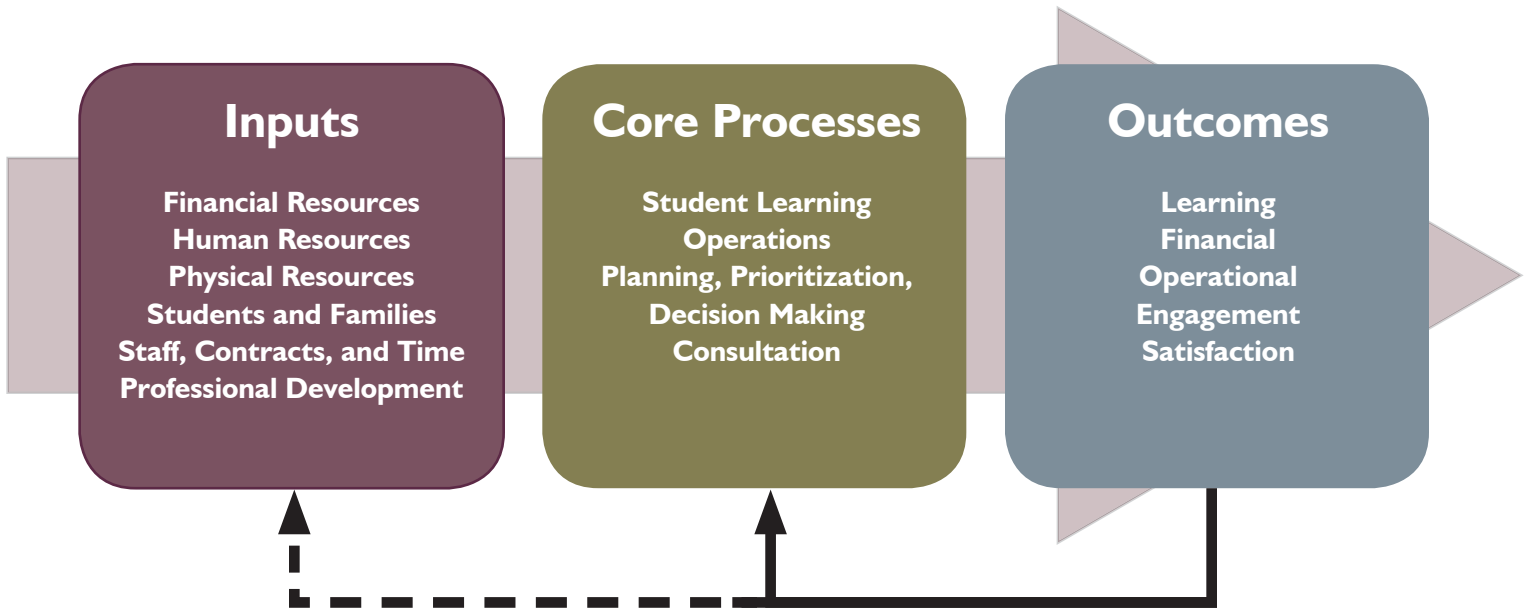 Inputs
Financial Resources
Human Resources
Physical Resources
Students and Families
Staff, Contracts, and Time
Professional Development
Core Processes
Student Learning
Operations
Planning, Prioritization,
Decision Making
Consultation
Outcomes
Learning
Financial
Operational
Engagement
Satisfaction